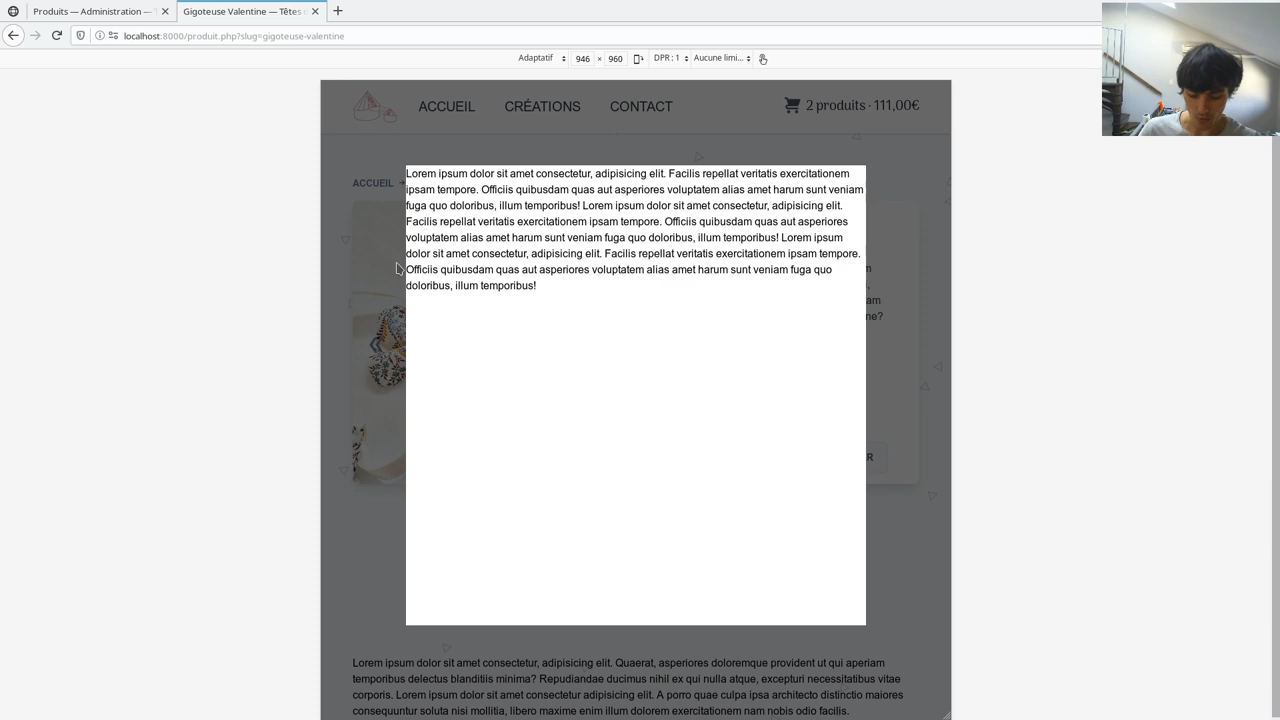 Produits — Administration —
Gigoteuse Valentine — Têtes
localhost:8000/produit.php?slug=gigoteuse-valentine
Adaptatif 946 × 960 DPR : 1 Aucune limi...
ACCUEIL CRÉATIONS CONTACT 2 produits · 111,00€
ACCUEIL
Lorem ipsum dolor sit amet consectetur, adipisicing elit. Facilis repellat veritatis exercitationem
ipsam tempore. Officiis quibusdam quas aut asperiores voluptatem alias amet harum sunt veniam
fuga quo doloribus, illum temporibus! Lorem ipsum dolor sit amet consectetur, adipisicing elit.
Facilis repellat veritatis exercitationem ipsam tempore. Officiis quibusdam quas aut asperiores
voluptatem alias amet harum sunt veniam fuga quo doloribus, illum temporibus! Lorem ipsum
dolor sit amet consectetur, adipisicing elit. Facilis repellat veritatis exercitationem ipsam tempore.
Officiis quibusdam quas aut asperiores voluptatem alias amet harum sunt veniam fuga quo
doloribus, illum temporibus!
Lorem ipsum dolor sit amet consectetur, adipisicing elit. Quaerat, asperiores doloremque provident ut qui aperiam
temporibus delectus blanditiis minima? Repudiandae ducimus nihil ex qui nulla atque, excepturi necessitatibus vitae
corporis. Lorem ipsum dolor sit amet consectetur adipisicing elit. A porro quae culpa ipsa architecto distinctio maiores
consequuntur soluta nisi mollitia, libero maxime enim illum dolorem exercitationem nam nobis odio facilis.